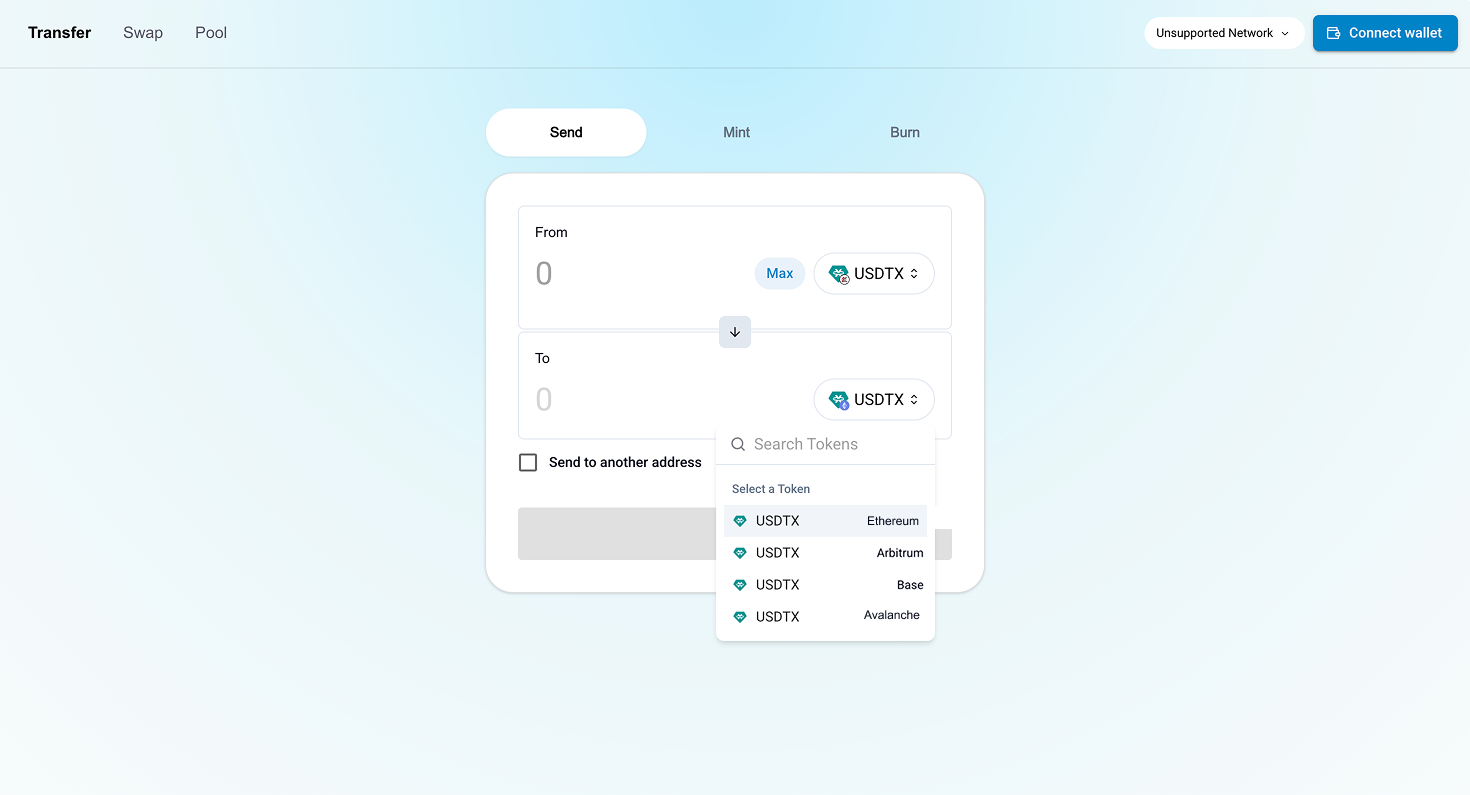 Transfer Swap Pool Unsupported Network Connect wallet
Send Mint Burn
From
0 Max USDTX
To
0 USDTX
Search Tokens
Send to another address
Select a Token
USDTX Ethereum
USDTX Arbitrum
USDTX Base
USDTX Avalanche